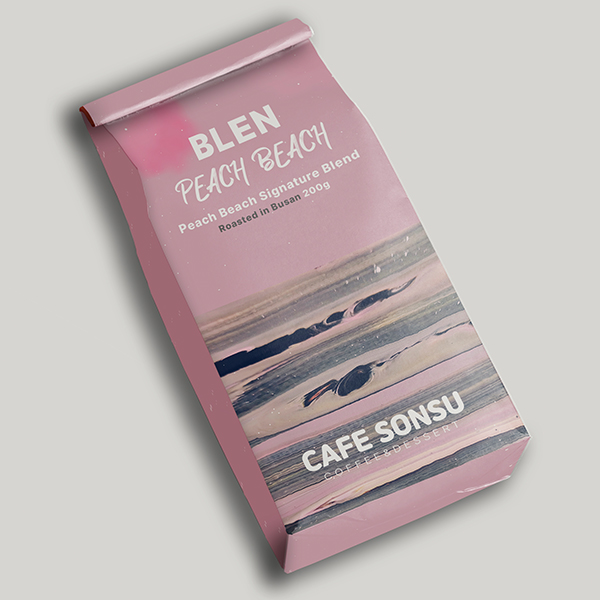 BLEN
PEACH BEACH
Peach Beach Signature Blend
Roasted in Busan 200g
CAFE SONSU
COFFEE&DESSERT